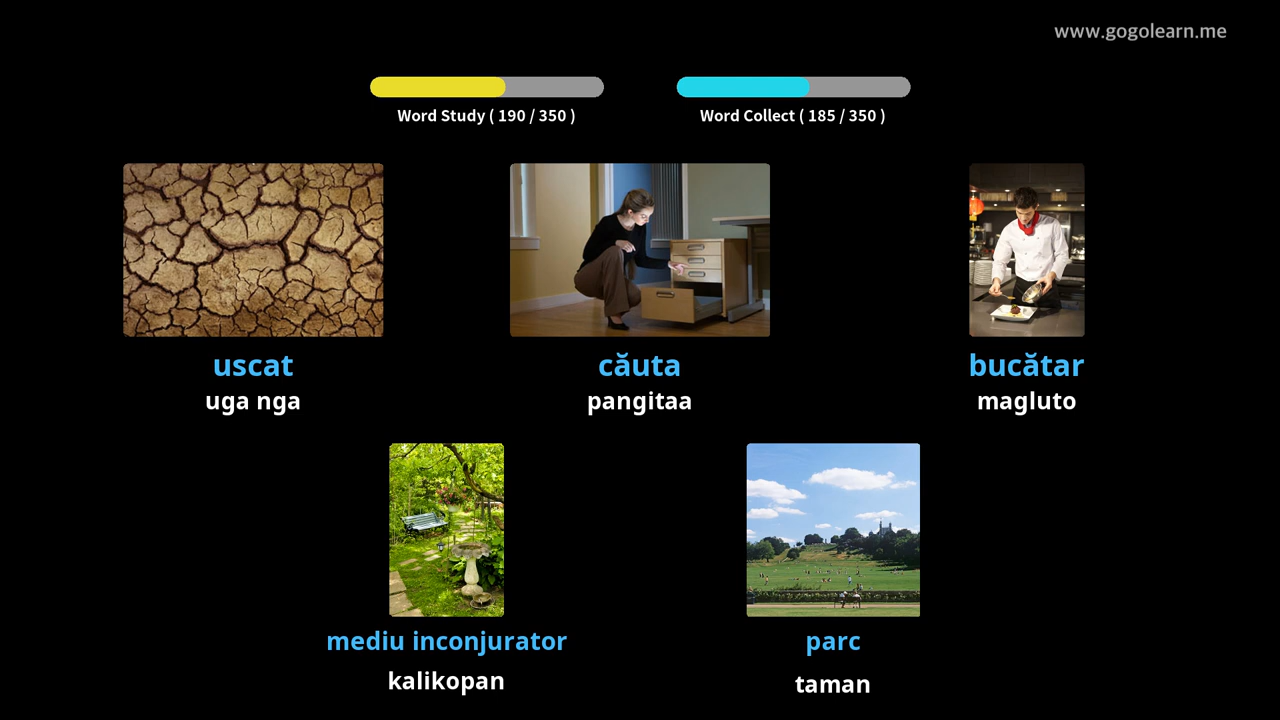 www.gogolearn.me
Word Study ( 190 / 350 )
Word Collect ( 185 / 350 )
uscat
uga nga
căuta
pangitaa
bucătar
magluto
mediu inconjurator
kalikopan
parc
taman